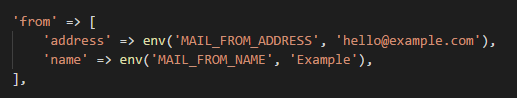 'from' => [
    'address' => env('MAIL_FROM_ADDRESS', 'hello@example.com'),
    'name' => env('MAIL_FROM_NAME', 'Example'),
],